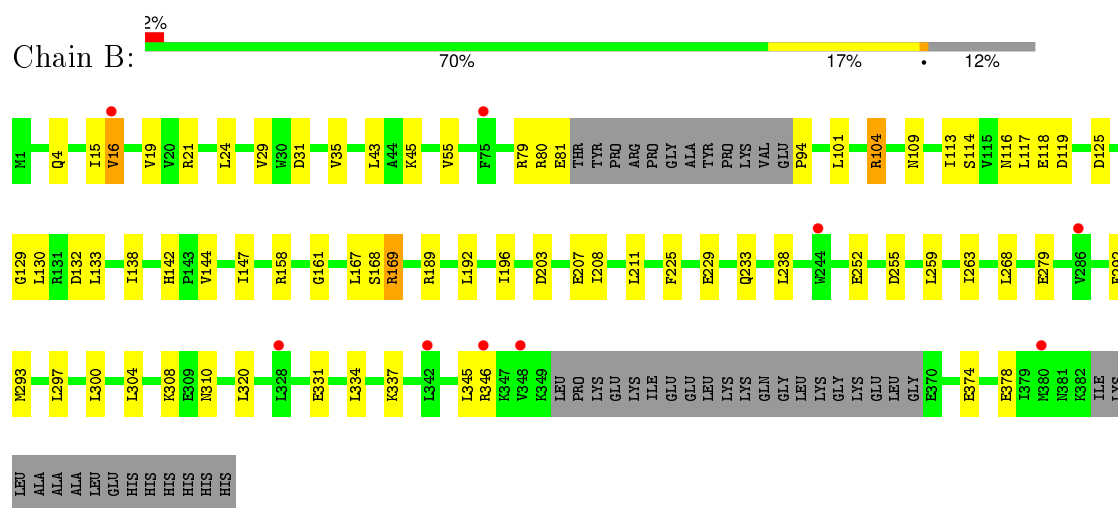 2%
Chain B:
70% 17% • 12%
M1 Q4 I15 V16 V19 V20 R21 L24 V29 W30 D31 V35 L43 A44 K45 V55 F75 R79 R80 E81 THR TYR PRO ARG PRO GLY ALA TYR PRO LYS VAL GLU P94 L101 R104 N109 I113 S114 V115 N116 L117 E118 D119 D125
G129 L130 R131 D132 L133 I138 H142 P143 V144 I147 R158 G161 L167 S168 R169 R189 L192 I196 D203 E207 I208 L211 F225 E229 Q233 L238 W244 E252 D255 L259 I263 L268 E279 V286
M293 L297 L300 L304 K308 E309 N310 L320 L328 E331 L334 K337 L342 L345 R346 K347 V348 K349 LEU PRO LYS GLU LYS ILE GLU GLU LEU LYS LYS GLN GLY LEU LYS GLY LYS GLU LEU GLY E370 E374 E378 I379 M380 N381 K382 ILE LYS
LEU ALA ALA ALA LEU GLU HIS HIS HIS HIS HIS HIS